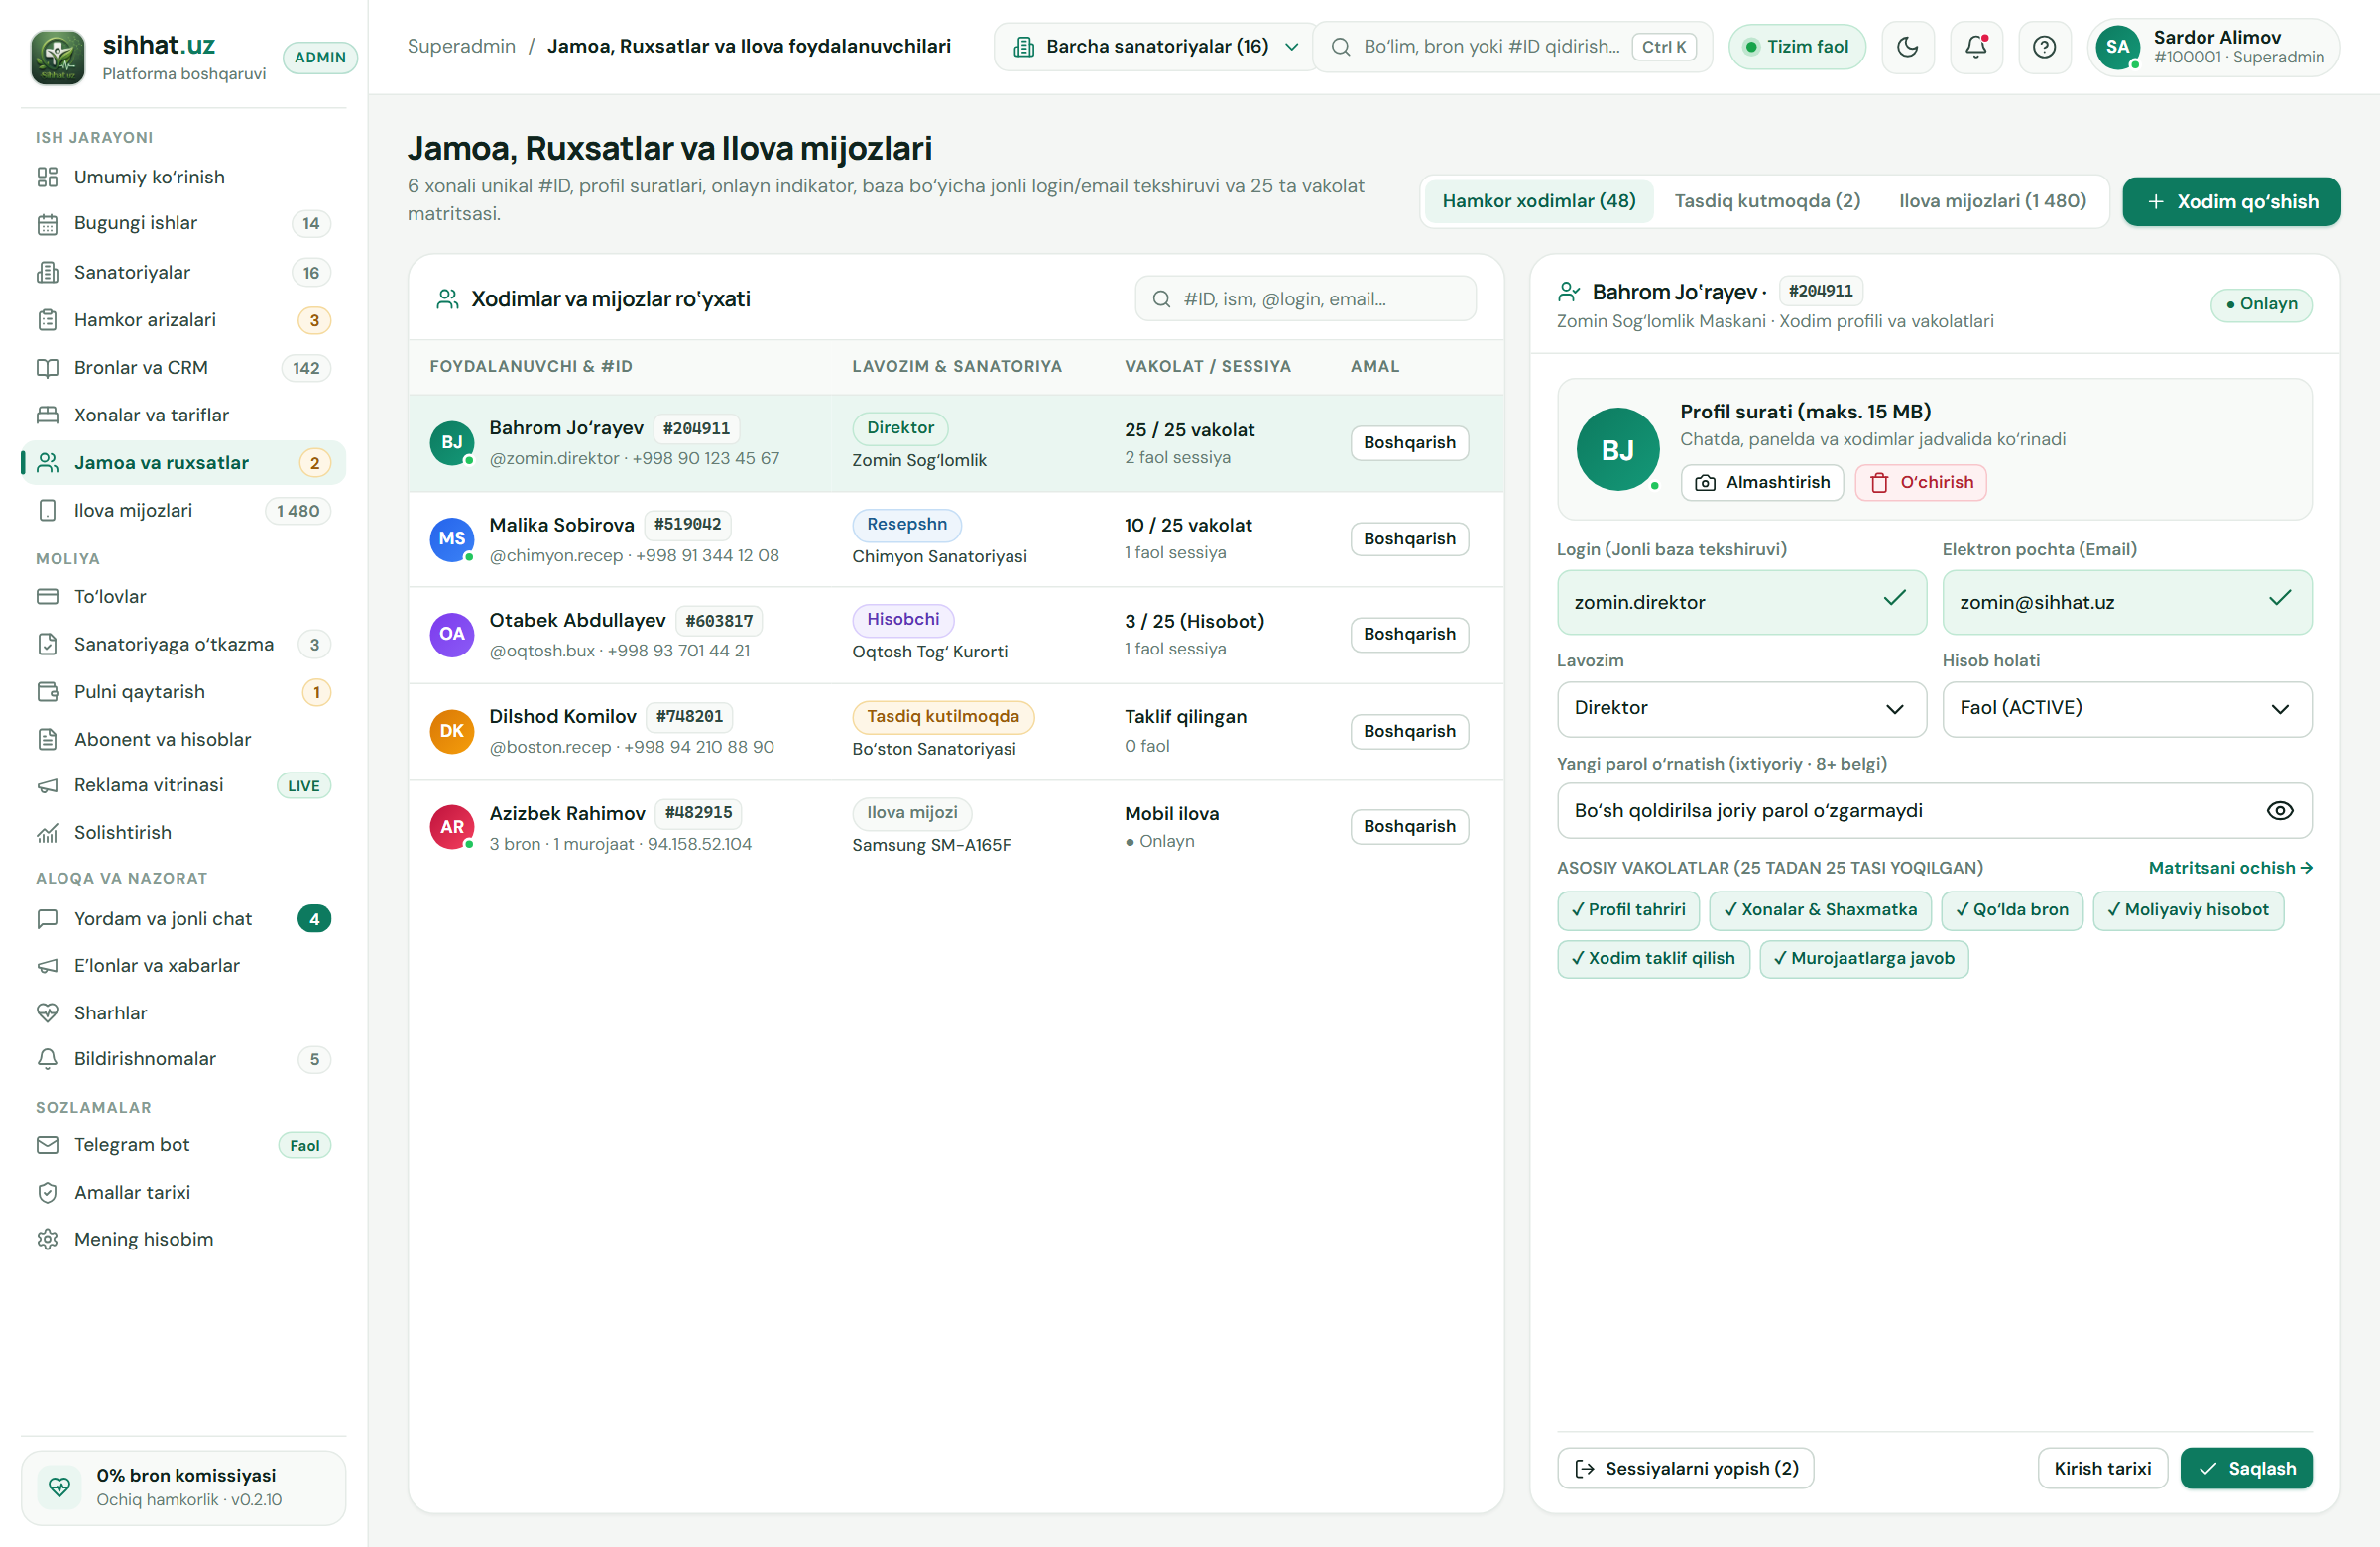 sihhat.uz
Platforma boshqaruvi
ADMIN
ISH JARAYONI
Umumiy ko‘rinish
Bugungi ishlar 14
Sanatoriyalar 16
Hamkor arizalari 3
Bronlar va CRM 142
Xonalar va tariflar
Jamoa va ruxsatlar 2
Ilova mijozlari 1 480
MOLIYA
To‘lovlar
Sanatoriyaga o‘tkazma 3
Pulni qaytarish 1
Abonent va hisoblar
Reklama vitrinasi LIVE
Solishtirish
ALOQA VA NAZORAT
Yordam va jonli chat 4
E’lonlar va xabarlar
Sharhlar
Bildirishnomalar 5
SOZLAMALAR
Telegram bot Faol
Amallar tarixi
Mening hisobim
0% bron komissiyasi
Ochiq hamkorlik · v0.2.10
Superadmin / Jamoa, Ruxsatlar va Ilova foydalanuvchilari
Barcha sanatoriyalar (16)
Bo‘lim, bron yoki #ID qidirish... Ctrl K
Tizim faol
SA
Sardor Alimov
#100001 · Superadmin
Jamoa, Ruxsatlar va Ilova mijozlari
6 xonali unikal #ID, profil suratlari, onlayn indikator, baza bo‘yicha jonli login/email tekshiruvi va 25 ta vakolat
matritsasi.
Hamkor xodimlar (48) Tasdiq kutmoqda (2) Ilova mijozlari (1 480)
+ Xodim qo‘shish
Xodimlar va mijozlar ro‘yxati
#ID, ism, @login, email...
FOYDALANUVCHI & #ID LAVOZIM & SANATORIYA VAKOLAT / SESSIYA AMAL
BJ Bahrom Jo‘rayev #204911 Direktor 25 / 25 vakolat Boshqarish
@zomin.direktor · +998 90 123 45 67 Zomin Sog‘lomlik 2 faol sessiya
MS Malika Sobirova #519042 Resepshn 10 / 25 vakolat Boshqarish
@chimyon.recep · +998 91 344 12 08 Chimyon Sanatoriyasi 1 faol sessiya
OA Otabek Abdullayev #603817 Hisobchi 3 / 25 (Hisobot) Boshqarish
@oqtosh.bux · +998 93 701 44 21 Oqtosh Tog‘ Kurorti 1 faol sessiya
DK Dilshod Komilov #748201 Tasdiq kutilmoqda Taklif qilingan Boshqarish
@boston.recep · +998 94 210 88 90 Bo‘ston Sanatoriyasi 0 faol
AR Azizbek Rahimov #482915 Ilova mijozi Mobil ilova Boshqarish
3 bron · 1 murojaat · 94.158.52.104 Samsung SM-A165F ● Onlayn
Bahrom Jo‘rayev · #204911
Zomin Sog‘lomlik Maskani · Xodim profili va vakolatlari
● Onlayn
BJ
Profil surati (maks. 15 MB)
Chatda, panelda va xodimlar jadvalida ko‘rinadi
Almashtirish O‘chirish
Login (Jonli baza tekshiruvi) Elektron pochta (Email)
zomin.direktor zomin@sihhat.uz
Lavozim Hisob holati
Direktor Faol (ACTIVE)
Yangi parol o‘rnatish (ixtiyoriy · 8+ belgi)
Bo‘sh qoldirilsa joriy parol o‘zgarmaydi
ASOSIY VAKOLATLAR (25 TADAN 25 TASI YOQILGAN) Matritsani ochish →
✓ Profil tahriri ✓ Xonalar & Shaxmatka ✓ Qo‘lda bron ✓ Moliyaviy hisobot
✓ Xodim taklif qilish ✓ Murojaatlarga javob
Sessiyalarni yopish (2) Kirish tarixi Saqlash